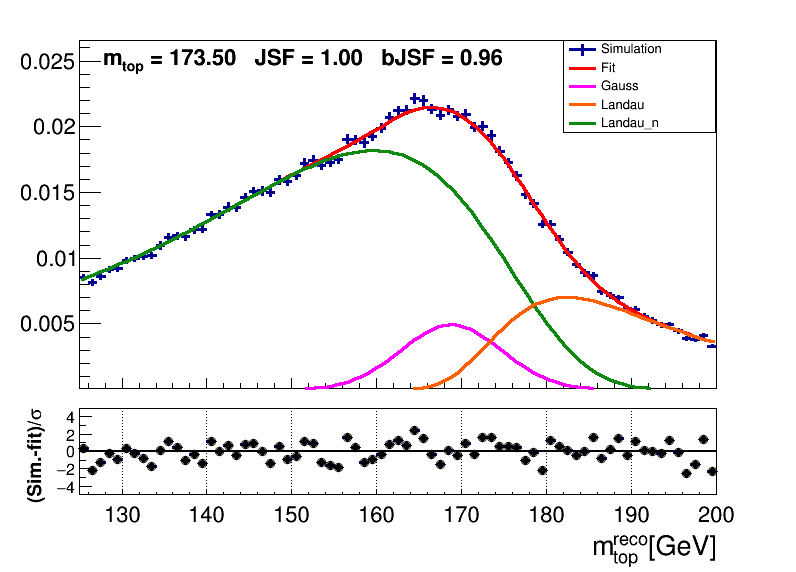 m_top = 173.50 JSF = 1.00 bJSF = 0.96
Simulation
Fit
Gauss
Landau
Landau_n
0.025
0.02
0.015
0.01
0.005
(Sim.-fit)/σ
4
2
0
−2
−4
130 140 150 160 170 180 190 200
m_top^reco [GeV]